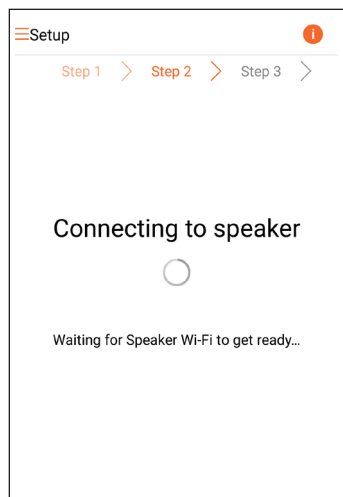 Setup
i
Step 1 Step 2 Step 3
Connecting to speaker
Waiting for Speaker Wi-Fi to get ready...